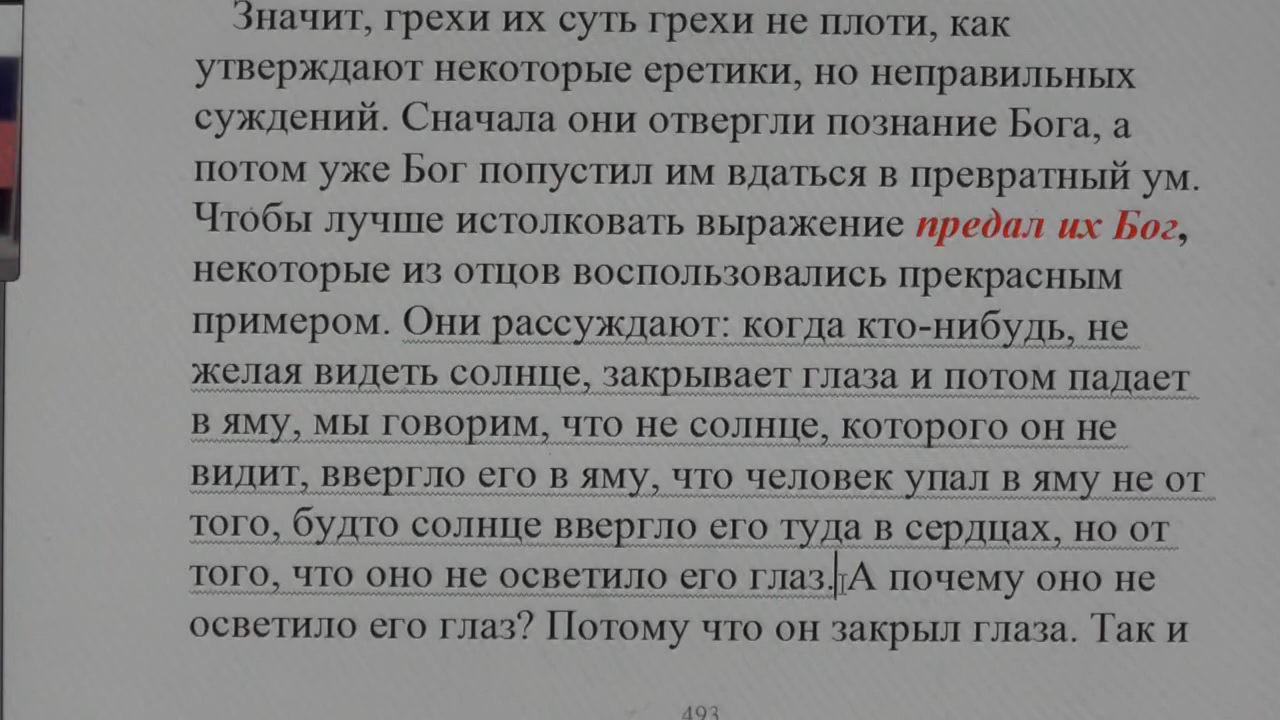 Значит, грехи их суть грехи не плоти, как
утверждают некоторые еретики, но неправильных
суждений. Сначала они отвергли познание Бога, а
потом уже Бог попустил им вдаться в превратный ум.
Чтобы лучше истолковать выражение предал их Бог,
некоторые из отцов воспользовались прекрасным
примером. Они рассуждают: когда кто-нибудь, не
желая видеть солнце, закрывает глаза и потом падает
в яму, мы говорим, что не солнце, которого он не
видит, ввергло его в яму, что человек упал в яму не от
того, будто солнце ввергло его туда в сердцах, но от
того, что оно не осветило его глаз. А почему оно не
осветило его глаз? Потому что он закрыл глаза. Так и
493